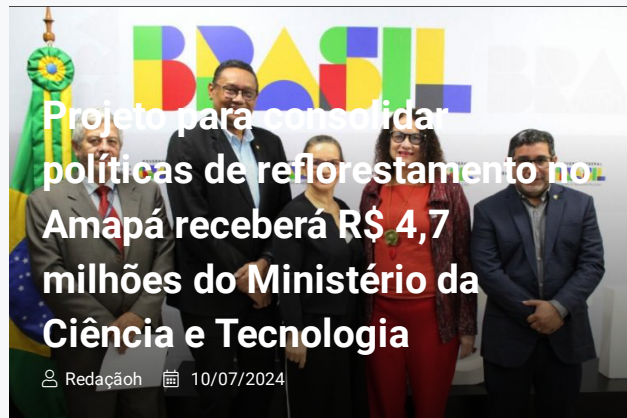 BRASIL
Projeto para consolidar
políticas de reflorestamento no
Amapá receberá R$ 4,7
milhões do Ministério da
Ciência e Tecnologia
Redaçãoh 10/07/2024